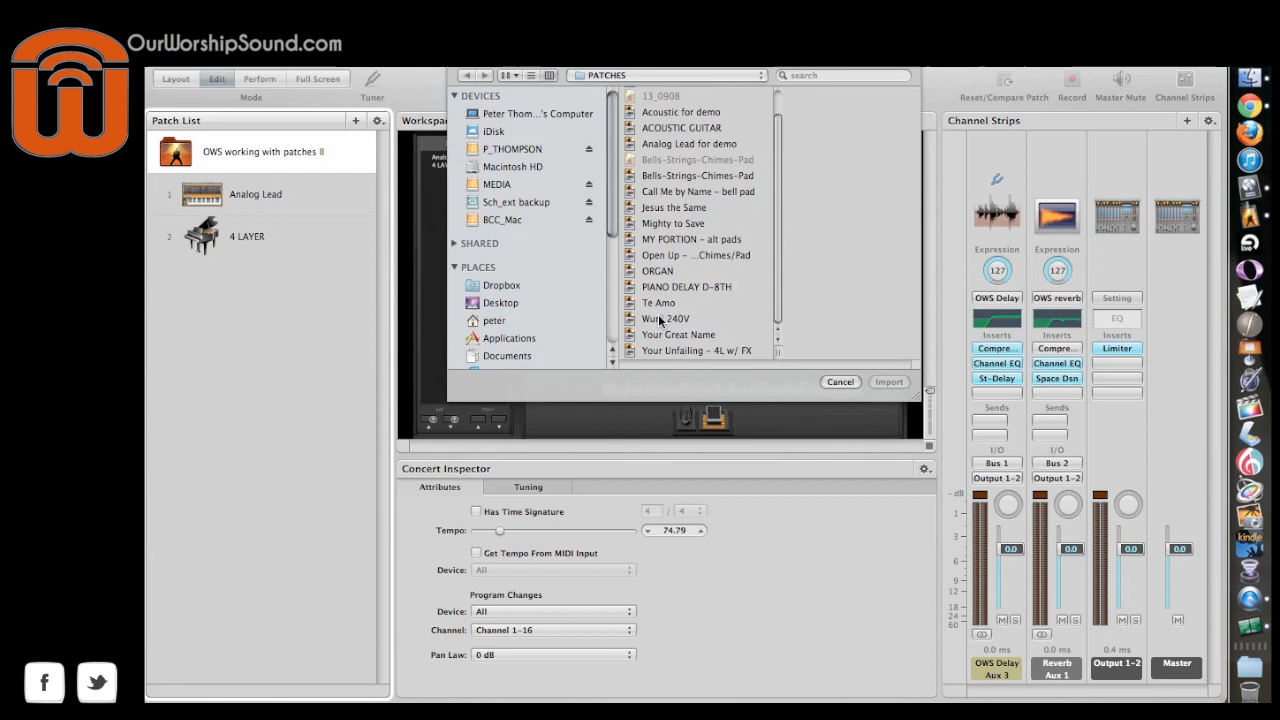 OurWorshipSound.com
Layout Edit Perform Full Screen
Mode
Tuner
Reset/Compare Patch Record Master Mute Channel Strips
Patch List
OWS working with patches II
1 Analog Lead
2 4 LAYER
PATCHES
search
DEVICES
Peter Thom...'s Computer
iDisk
P_THOMPSON
Macintosh HD
MEDIA
Sch_ext backup
BCC_Mac
SHARED
PLACES
Dropbox
Desktop
peter
Applications
Documents
13_0908
Acoustic for demo
ACOUSTIC GUITAR
Analog Lead for demo
Bells-Strings-Chimes-Pad
Bells-Strings-Chimes-Pad
Call Me by Name – bell pad
Jesus the Same
Mighty to Save
MY PORTION – alt pads
Open Up – ...Chimes/Pad
ORGAN
PIANO DELAY D-8TH
Te Amo
240V
Your Great Name
Your Unfailing – 4L w/ FX
Cancel Import
Concert Inspector
Attributes Tuning
Has Time Signature 4 / 4
Tempo: 74.79
Get Tempo From MIDI Input
Device: All
Program Changes
Device: All
Channel: Channel 1-16
Pan Law: 0 dB
Channel Strips
Expression Expression
127 127
OWS Delay OWS reverb Setting
EQ
Inserts Inserts Inserts
Compre... Compre... Limiter
Channel EQ Channel EQ
St-Delay Space Dsn
Sends Sends
I/O I/O
Bus 1 Bus 2
Output 1-2 Output 1-2
- dB
1
3
6
9
12
18
24
60
0.0 0.0 0.0 0.0
M S M S M S M
0.0 ms 0.0 ms 0.4 ms
OWS Delay Reverb Output 1-2 Master
Aux 3 Aux 1
live
kindle
f